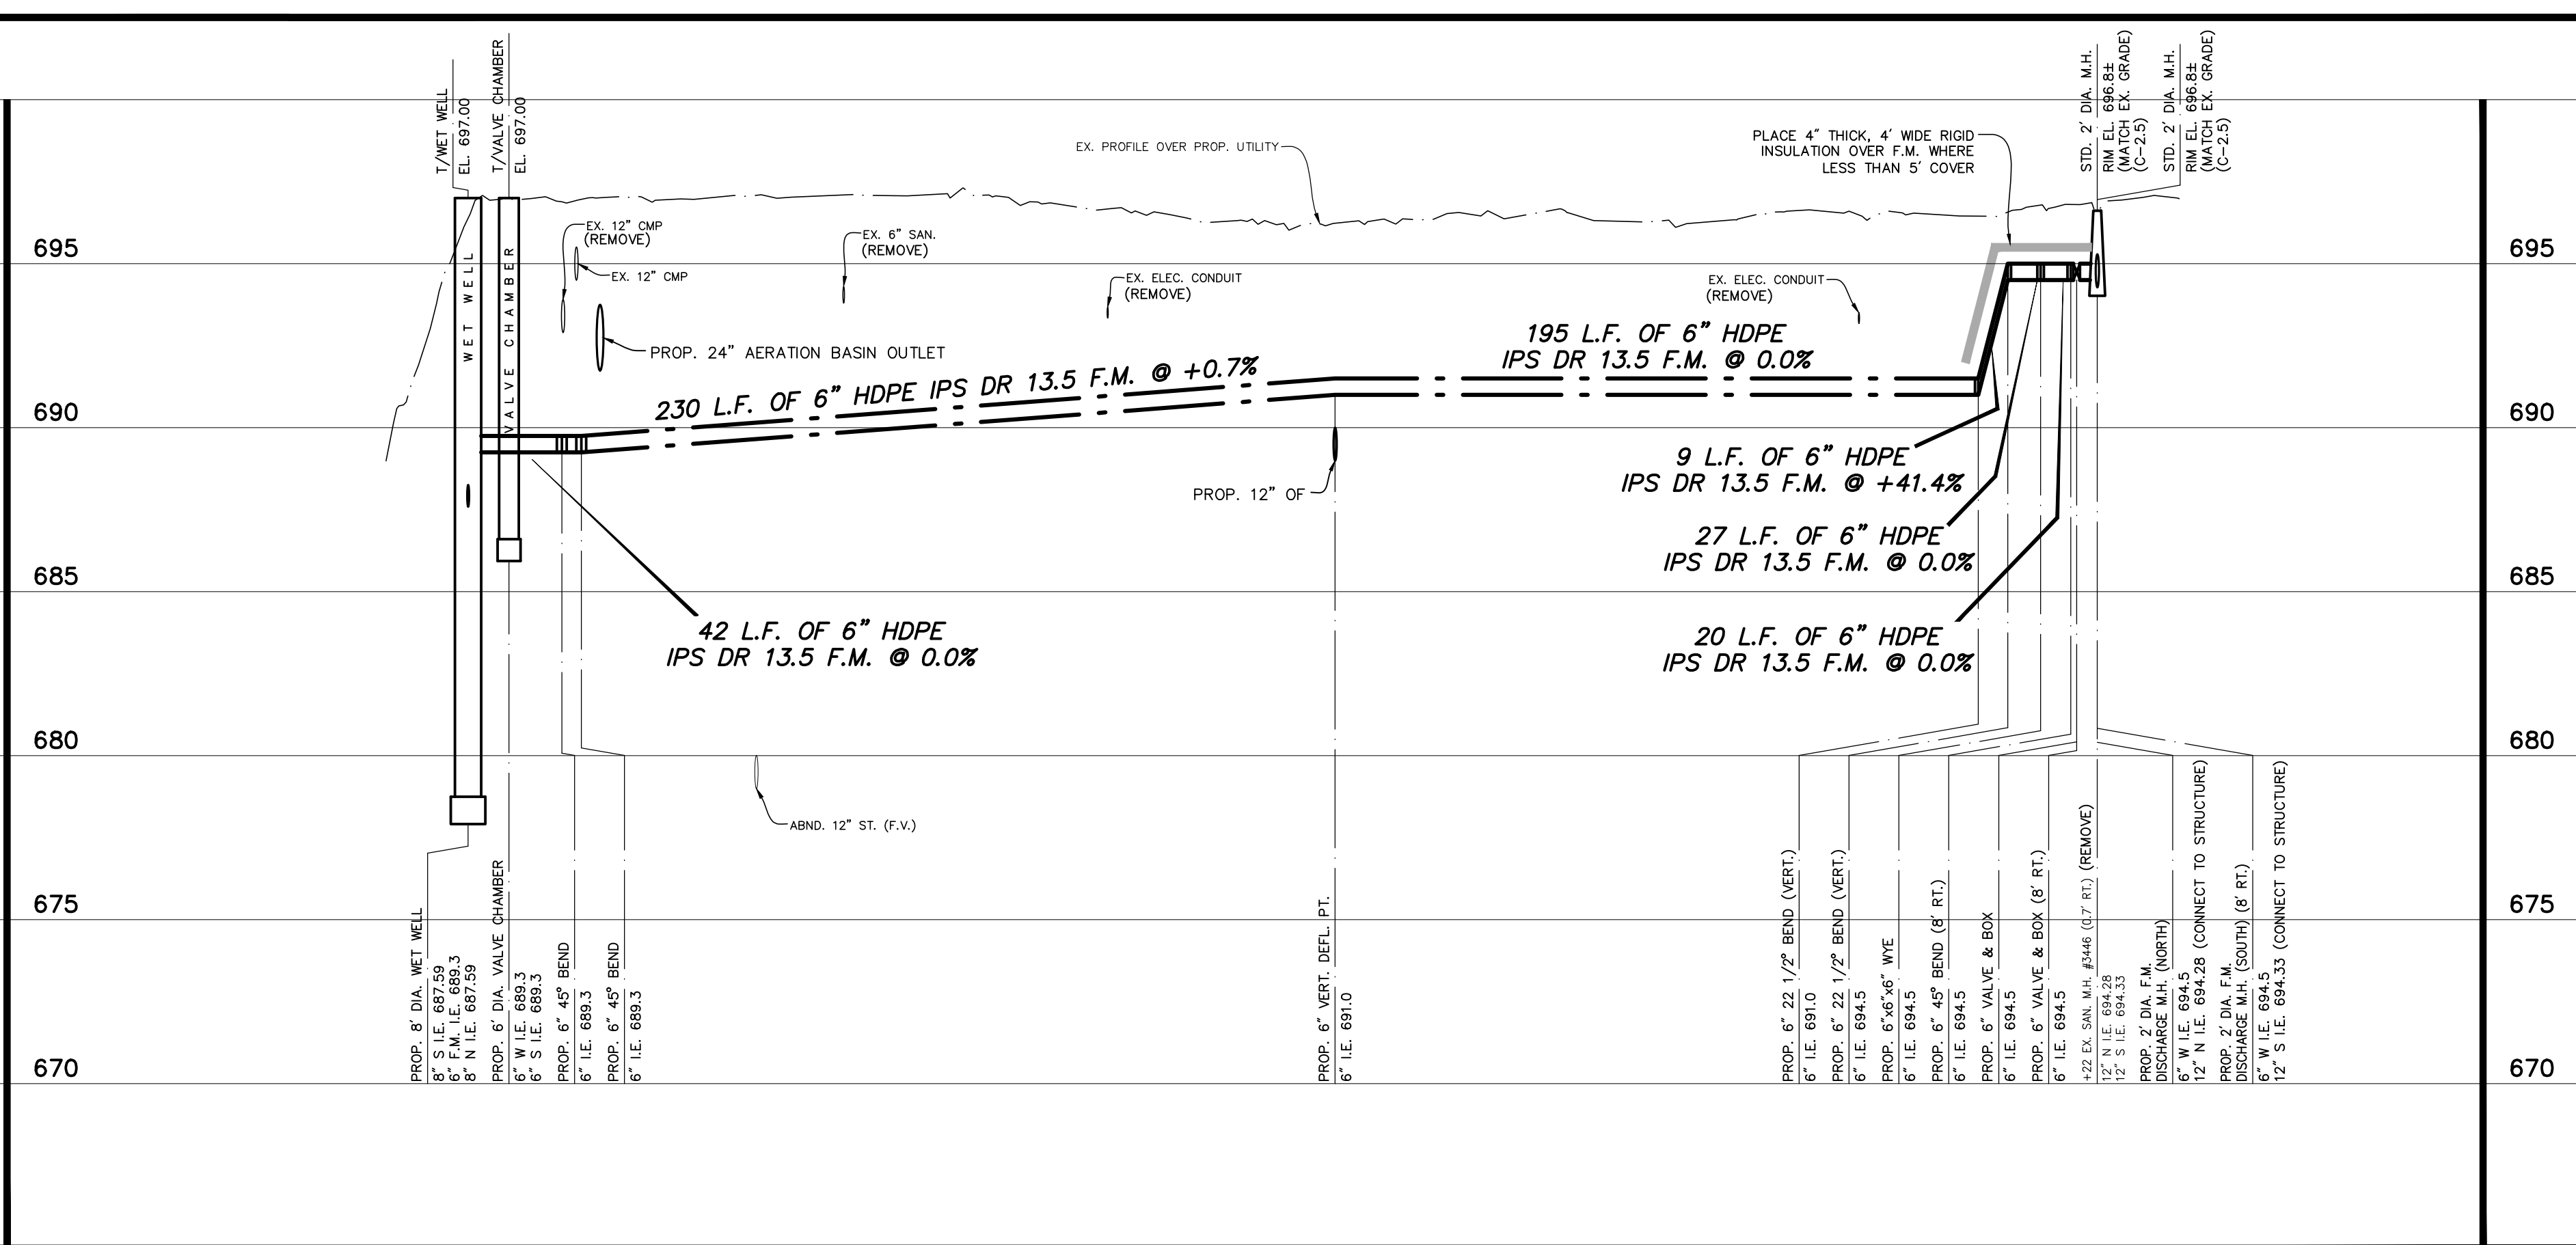 T/WET WELL
EL. 697.00
T/VALVE CHAMBER
EL. 697.00
STD. 2' DIA. M.H.
RIM EL. 696.8±
(MATCH EX. GRADE)
(C-2.5)
STD. 2' DIA. M.H.
RIM EL. 696.8±
(MATCH EX. GRADE)
(C-2.5)
EX. PROFILE OVER PROP. UTILITY
PLACE 4" THICK, 4' WIDE RIGID
INSULATION OVER F.M. WHERE
LESS THAN 5' COVER
695
695
WET WELL
VALVE CHAMBER
EX. 12" CMP
(REMOVE)
EX. 12" CMP
EX. 6" SAN.
(REMOVE)
EX. ELEC. CONDUIT
(REMOVE)
EX. ELEC. CONDUIT
(REMOVE)
PROP. 24" AERATION BASIN OUTLET
230 L.F. OF 6" HDPE IPS DR 13.5 F.M. @ +0.7%
195 L.F. OF 6" HDPE
IPS DR 13.5 F.M. @ 0.0%
690
690
9 L.F. OF 6" HDPE
IPS DR 13.5 F.M. @ +41.4%
PROP. 12" OF
27 L.F. OF 6" HDPE
IPS DR 13.5 F.M. @ 0.0%
685
685
42 L.F. OF 6" HDPE
IPS DR 13.5 F.M. @ 0.0%
20 L.F. OF 6" HDPE
IPS DR 13.5 F.M. @ 0.0%
680
680
ABND. 12" ST. (F.V.)
675
675
670
670
PROP. 8' DIA. WET WELL
8" S I.E. 687.59
6" F.M. I.E. 689.3
8" N I.E. 687.59
PROP. 6' DIA. VALVE CHAMBER
6" W I.E. 689.3
6" S I.E. 689.3
PROP. 6" 45° BEND
6" I.E. 689.3
PROP. 6" 45° BEND
6" I.E. 689.3
PROP. 6" VERT. DEFL. PT.
6" I.E. 691.0
PROP. 6" 22 1/2° BEND (VERT.)
6" I.E. 691.0
PROP. 6" 22 1/2° BEND (VERT.)
6" I.E. 694.5
PROP. 6"x6"x6" WYE
6" I.E. 694.5
PROP. 6" 45° BEND (8' RT.)
6" I.E. 694.5
PROP. 6" VALVE & BOX
6" I.E. 694.5
PROP. 6" VALVE & BOX (8' RT.)
6" I.E. 694.5
+22 EX. SAN. M.H. #3446 (0.7' RT.) (REMOVE)
12" N I.E. 694.28
12" S I.E. 694.33
PROP. 2' DIA. F.M.
DISCHARGE M.H. (NORTH)
6" W I.E. 694.5
12" N I.E. 694.28 (CONNECT TO STRUCTURE)
PROP. 2' DIA. F.M.
DISCHARGE M.H. (SOUTH) (8' RT.)
6" W I.E. 694.5
12" S I.E. 694.33 (CONNECT TO STRUCTURE)